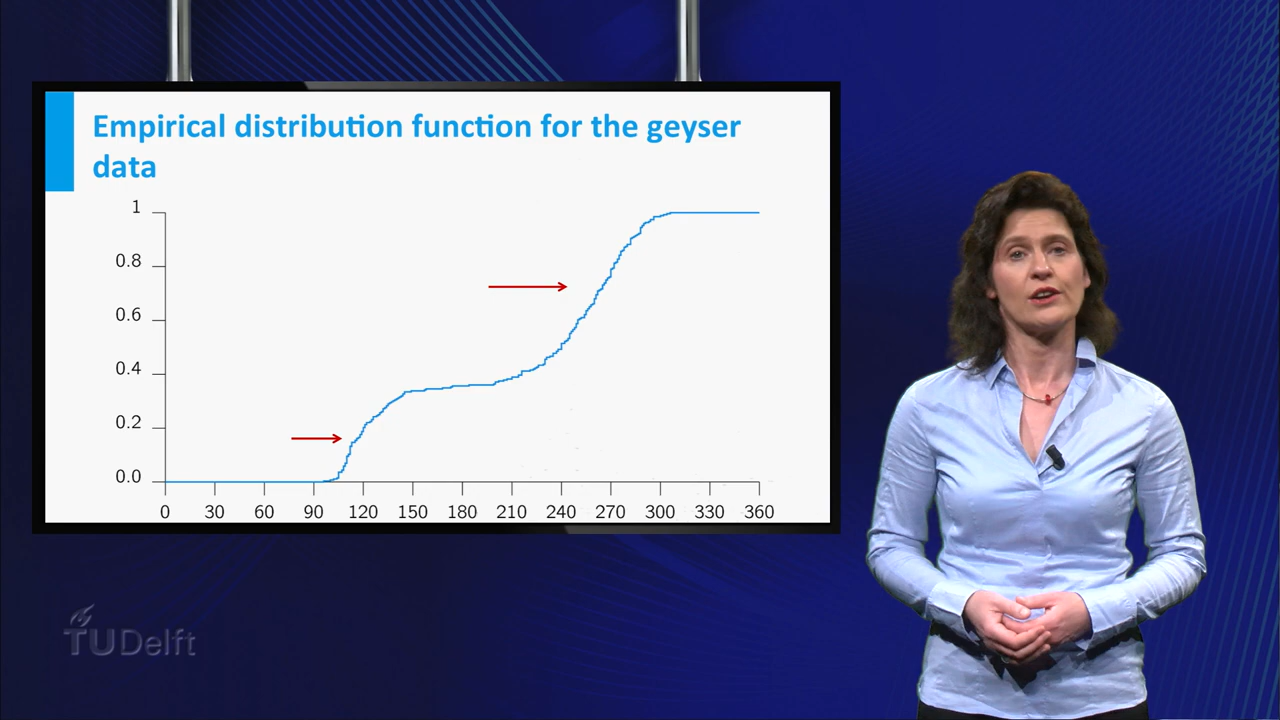 Empirical distribution function for the geyser
data
1
0.8
0.6
0.4
0.2
0.0
0 30 60 90 120 150 180 210 240 270 300 330 360
TUDelft